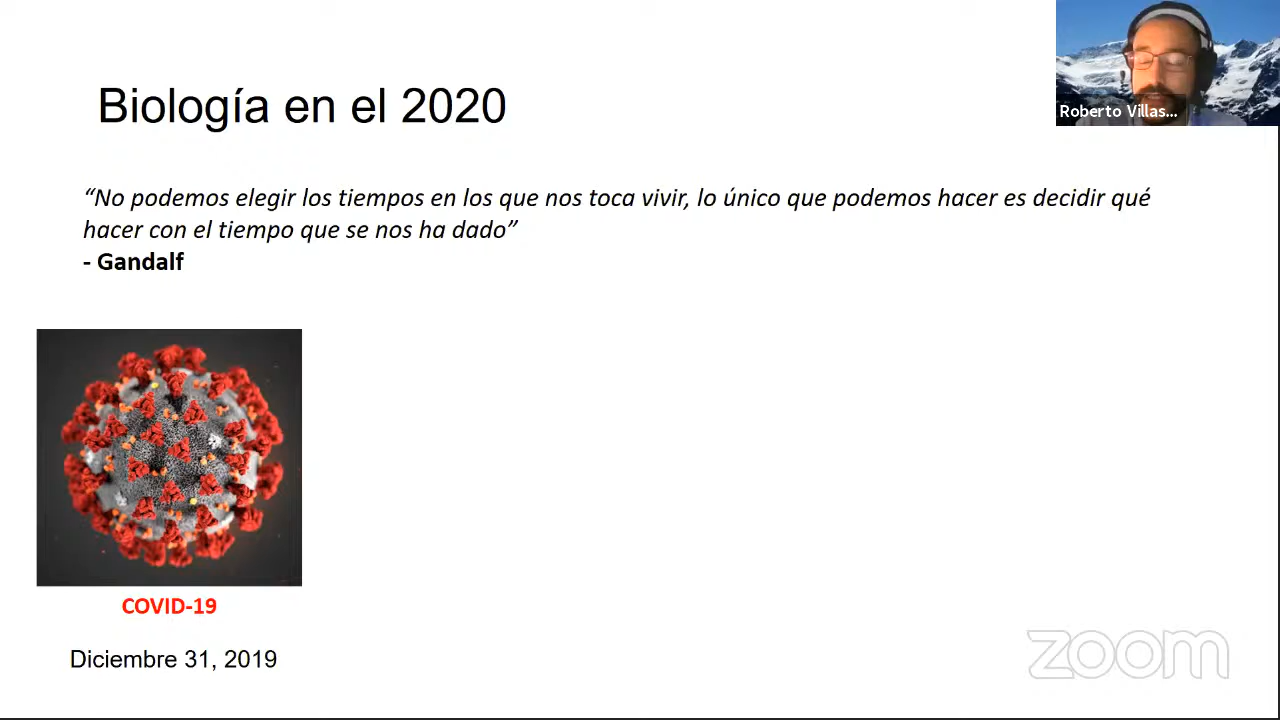 Biología en el 2020
Roberto Villas...
“No podemos elegir los tiempos en los que nos toca vivir, lo único que podemos hacer es decidir qué
hacer con el tiempo que se nos ha dado”
- Gandalf
COVID-19
Diciembre 31, 2019
zoom